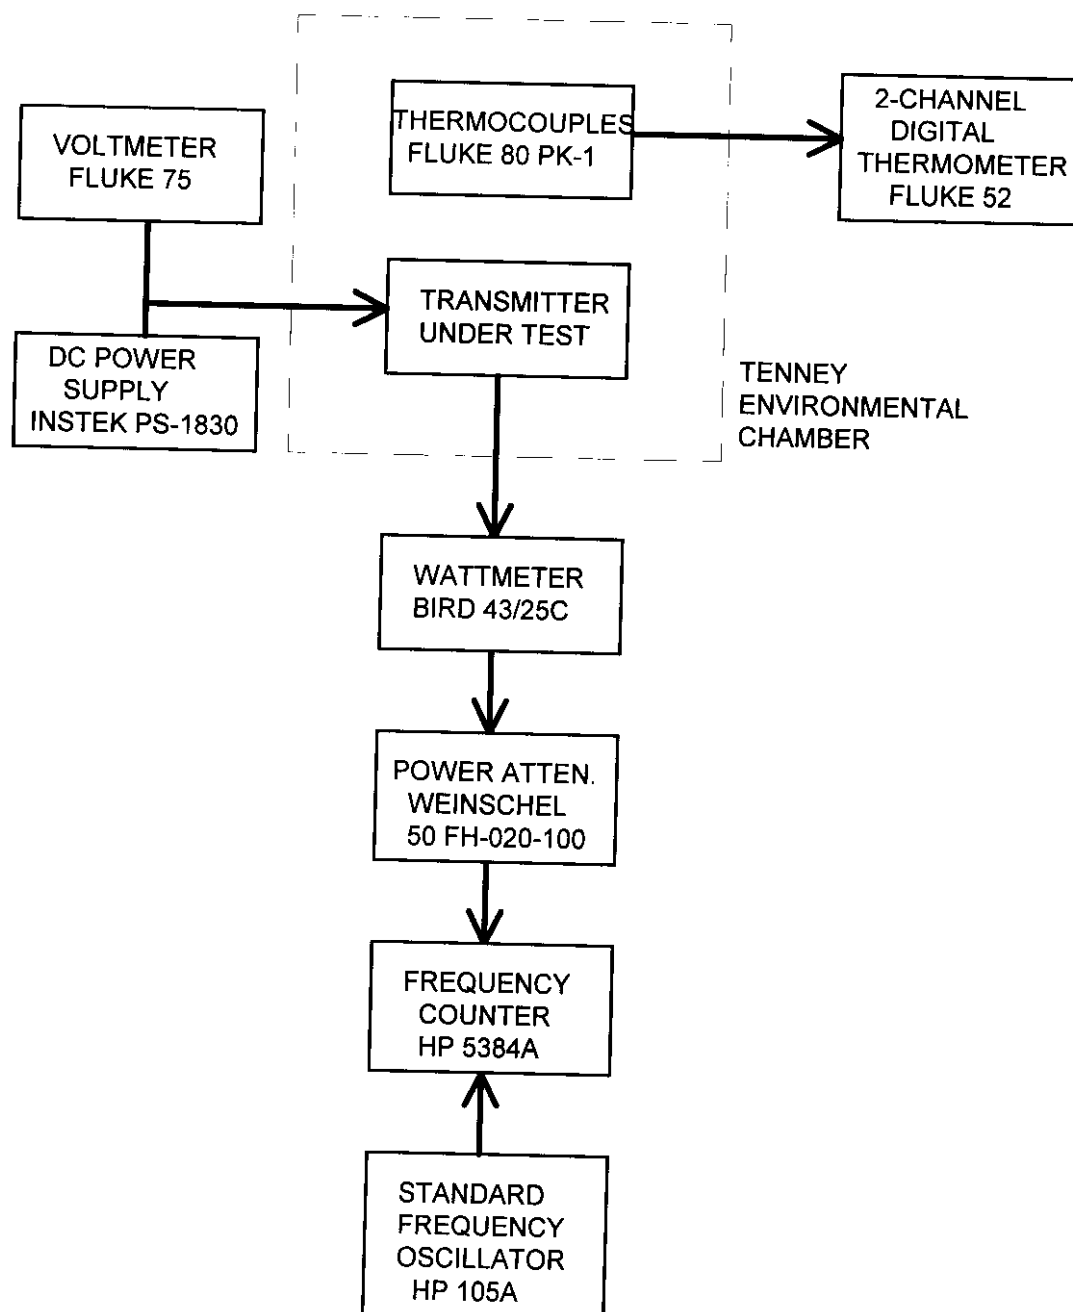 VOLTMETER
FLUKE 75
THERMOCOUPLES
FLUKE 80 PK-1
2-CHANNEL
DIGITAL
THERMOMETER
FLUKE 52
DC POWER
SUPPLY
INSTEK PS-1830
TRANSMITTER
UNDER TEST
TENNEY
ENVIRONMENTAL
CHAMBER
WATTMETER
BIRD 43/25C
POWER ATTEN.
WEINSCHEL
50 FH-020-100
FREQUENCY
COUNTER
HP 5384A
STANDARD
FREQUENCY
OSCILLATOR
HP 105A